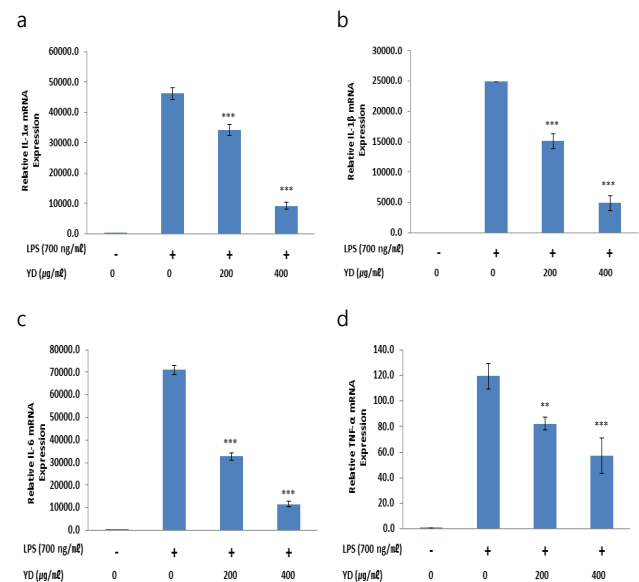 a
Relative IL-1α mRNA
Expression
60000.0
50000.0
40000.0
30000.0
20000.0
10000.0
0.0
***
***
LPS (700 ng/㎖)
- + + +
YD (㎍/㎖)
0 0 200 400
b
Relative IL-1β mRNA
Expression
30000.0
25000.0
20000.0
15000.0
10000.0
5000.0
0.0
***
***
LPS (700 ng/㎖)
- + + +
YD (㎍/㎖)
0 0 200 400
c
Relative IL-6 mRNA
Expression
80000.0
70000.0
60000.0
50000.0
40000.0
30000.0
20000.0
10000.0
0.0
***
***
LPS (700 ng/㎖)
- + + +
YD (㎍/㎖)
0 0 200 400
d
Relative TNF-α mRNA
Expression
140.0
120.0
100.0
80.0
60.0
40.0
20.0
0.0
**
***
LPS (700 ng/㎖)
- + + +
YD (㎍/㎖)
0 0 200 400